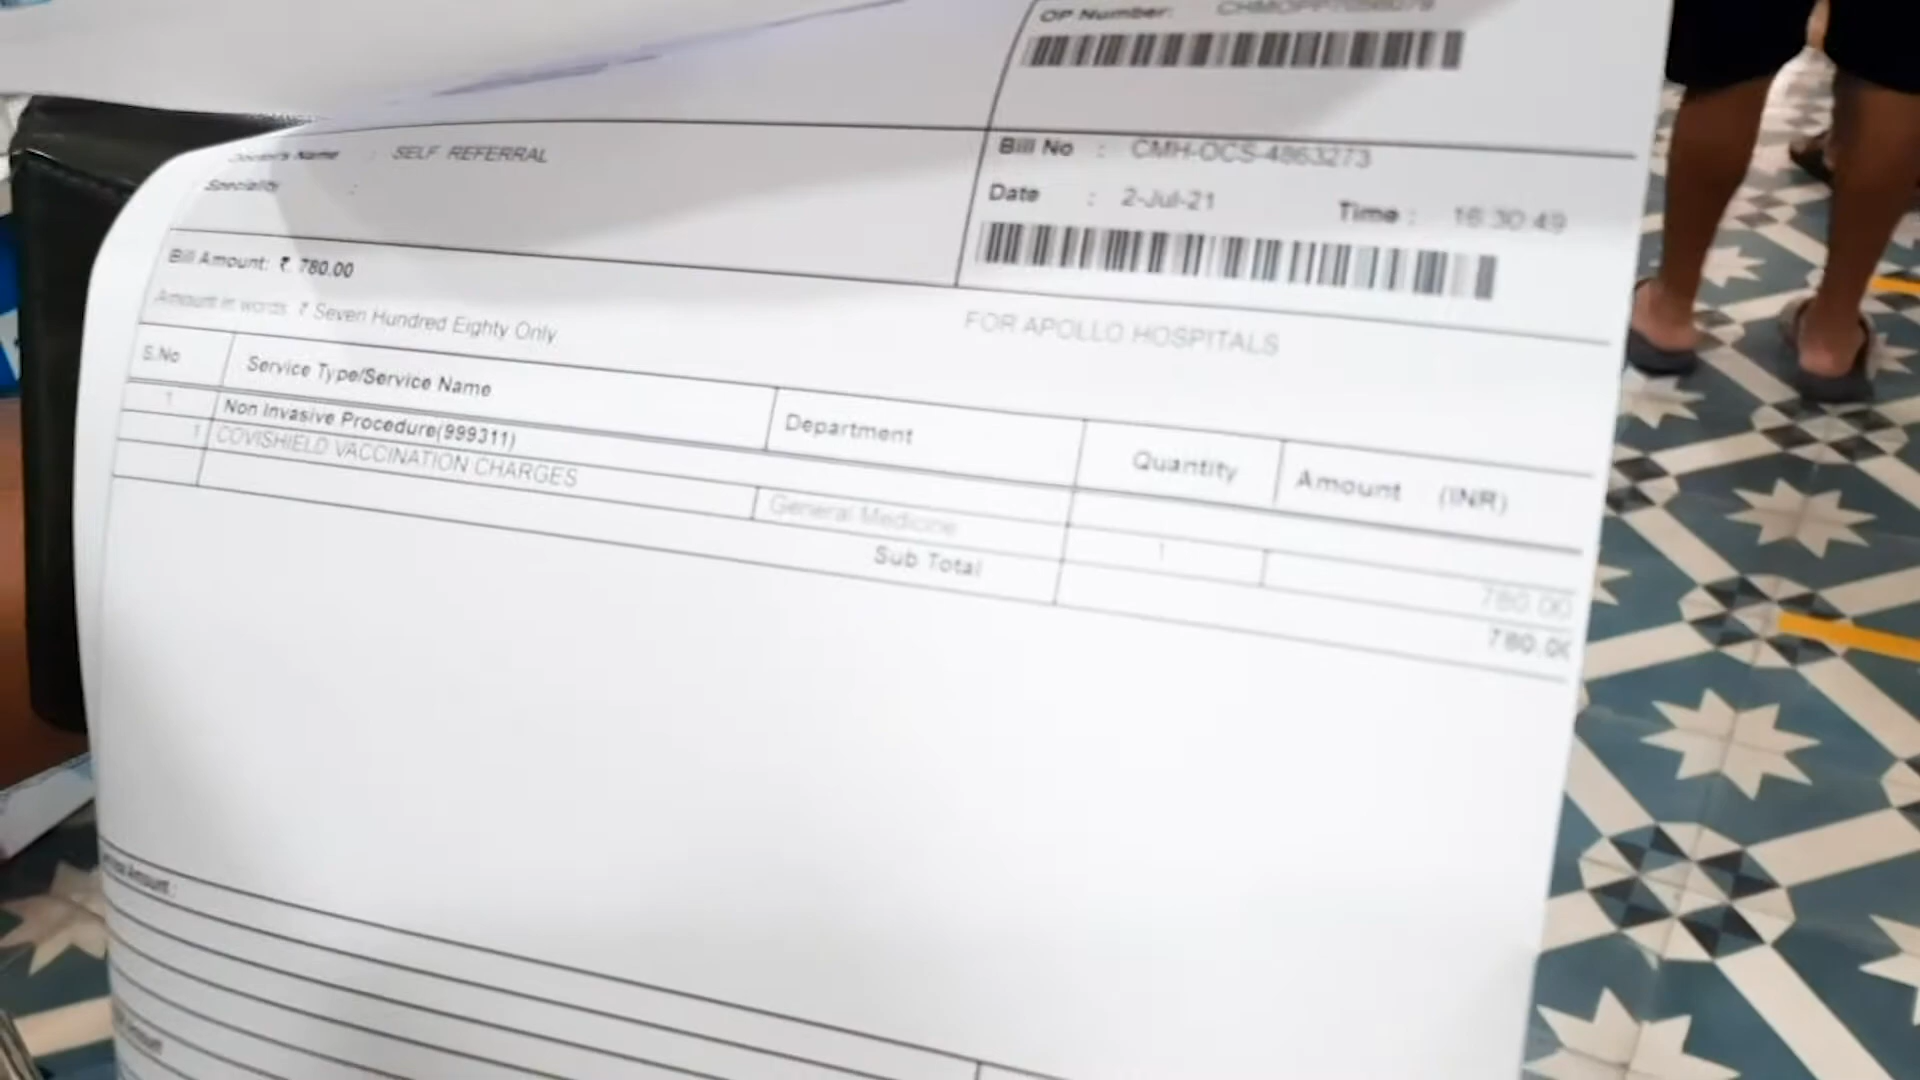 OP Number:
Doctor's Name : SELF REFERRAL
Speciality :
Bill No : CMH-OCS-4863273
Date : 2-Jul-21 Time : 16:30:49
Bill Amount: ₹ 780.00
Amount in words: ₹ Seven Hundred Eighty Only
FOR APOLLO HOSPITALS
S.No Service Type/Service Name Department Quantity Amount (INR)
1 Non Invasive Procedure(999311)
1 COVISHIELD VACCINATION CHARGES General Medicine 1 780.00
Sub Total 780.00
Amount :